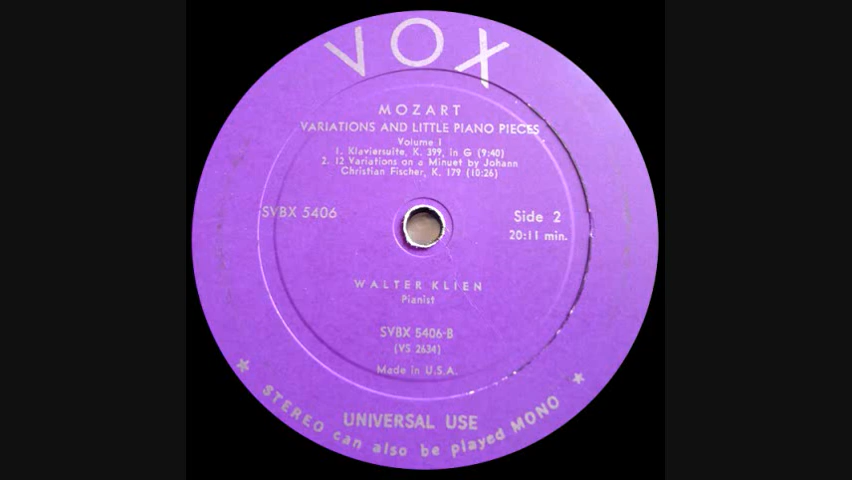 VOX
MOZART
VARIATIONS AND LITTLE PIANO PIECES
Volume I
1. Klaviersuite, K. 399, in G (9:40)
2. 12 Variations on a Minuet by Johann
Christian Fischer, K. 179 (10:26)
SVBX 5406
Side 2
20:11 min.
WALTER KLIEN
Pianist
SVBX 5406-B
(VS 2634)
Made in U.S.A.
UNIVERSAL USE
* STEREO can also be played MONO *